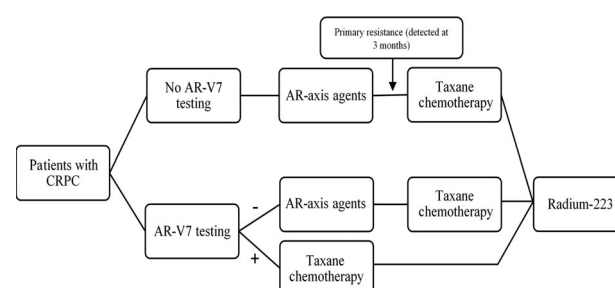 Primary resistance (detected at
3 months)
No AR-V7
testing
AR-axis agents
Taxane
chemotherapy
Patients with
CRPC
AR-V7 testing
-
+
AR-axis agents
Taxane
chemotherapy
Taxane
chemotherapy
Radium-223